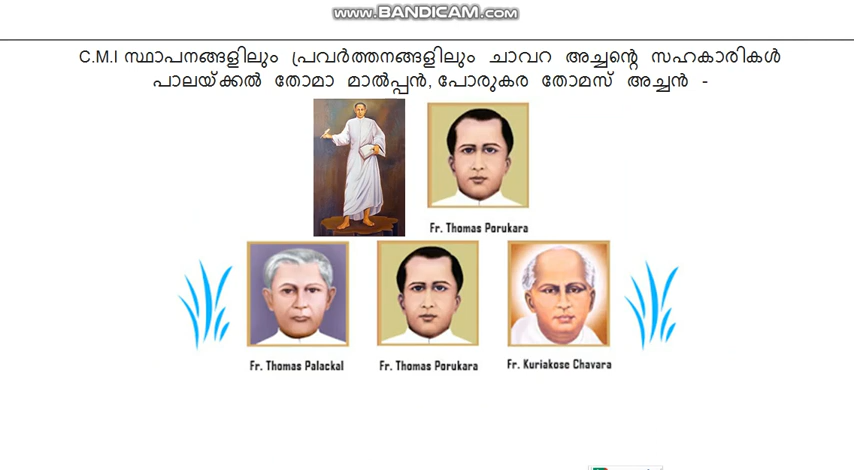 www.BANDICAM.com
C.M.I സ്ഥാപനങ്ങളിലും പ്രവർത്തനങ്ങളിലും ചാവറ അച്ചന്റെ സഹകാരികൾ
പാലയ്ക്കൽ തോമാ മാൽപ്പൻ, പോരുകര തോമസ് അച്ചൻ -
Fr. Thomas Porukara
Fr. Thomas Palackal Fr. Thomas Porukara Fr. Kuriakose Chavara